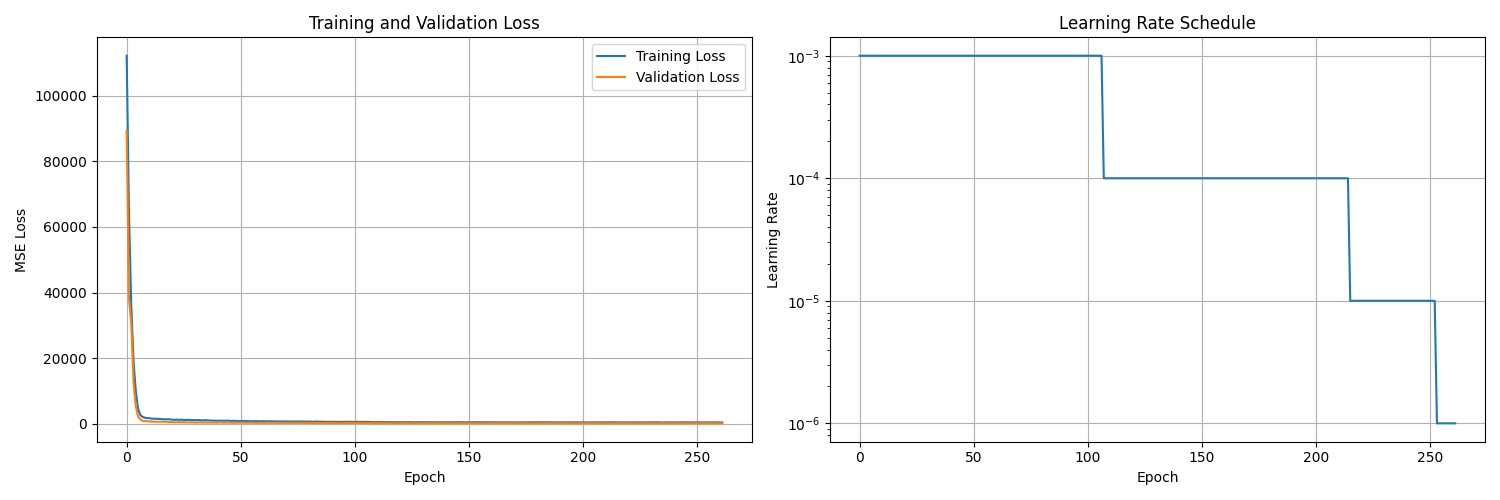 Training and Validation Loss
Training Loss
Validation Loss
100000
80000
60000
40000
20000
0
MSE Loss
0 50 100 150 200 250
Epoch
Learning Rate Schedule
10⁻³
10⁻⁴
10⁻⁵
10⁻⁶
Learning Rate
0 50 100 150 200 250
Epoch